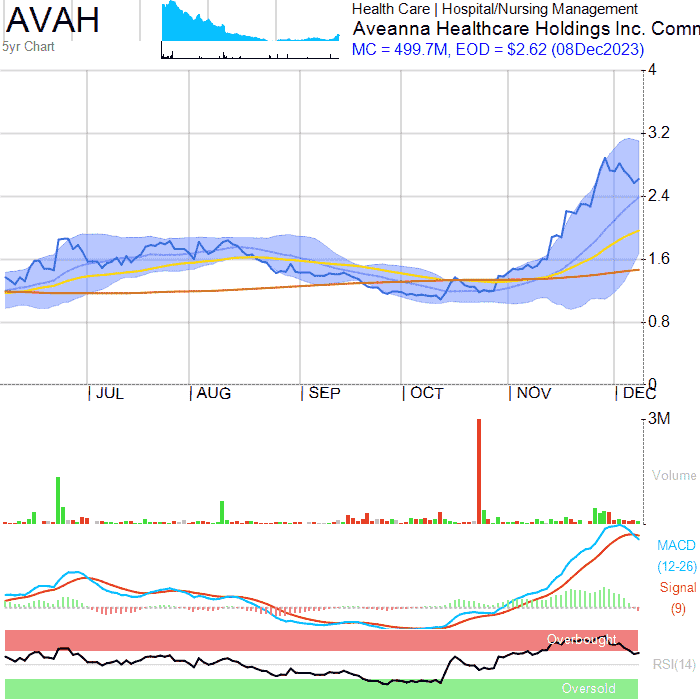 AVAH
5yr Chart
Health Care | Hospital/Nursing Management
Aveanna Healthcare Holdings Inc. Comm
MC = 499.7M, EOD = $2.62 (08Dec2023)
4
3.2
2.4
1.6
0.8
0
JUL AUG SEP OCT NOV DEC
3M
Volume
MACD
(12-26)
Signal
(9)
Overbought
RSI(14)
Oversold